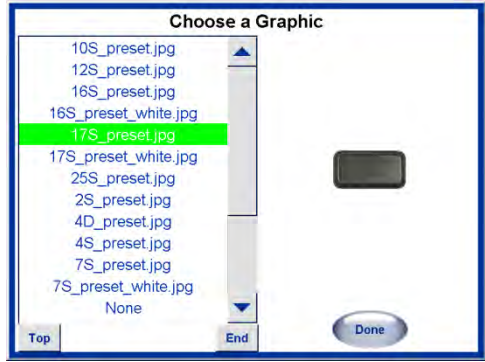 Choose a Graphic
10S_preset.jpg
12S_preset.jpg
16S_preset.jpg
16S_preset_white.jpg
17S_preset.jpg
17S_preset_white.jpg
25S_preset.jpg
2S_preset.jpg
4D_preset.jpg
4S_preset.jpg
7S_preset.jpg
7S_preset_white.jpg
None
Top
End
Done